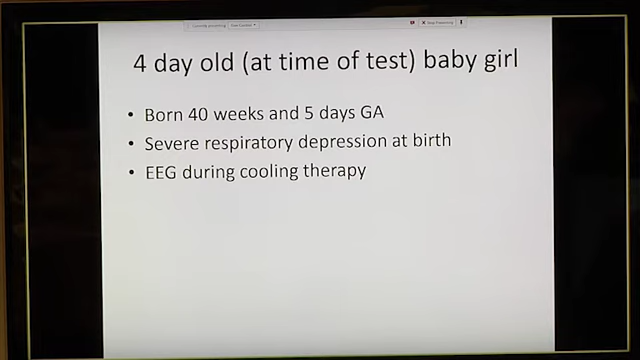 4 day old (at time of test) baby girl
• Born 40 weeks and 5 days GA
• Severe respiratory depression at birth
• EEG during cooling therapy